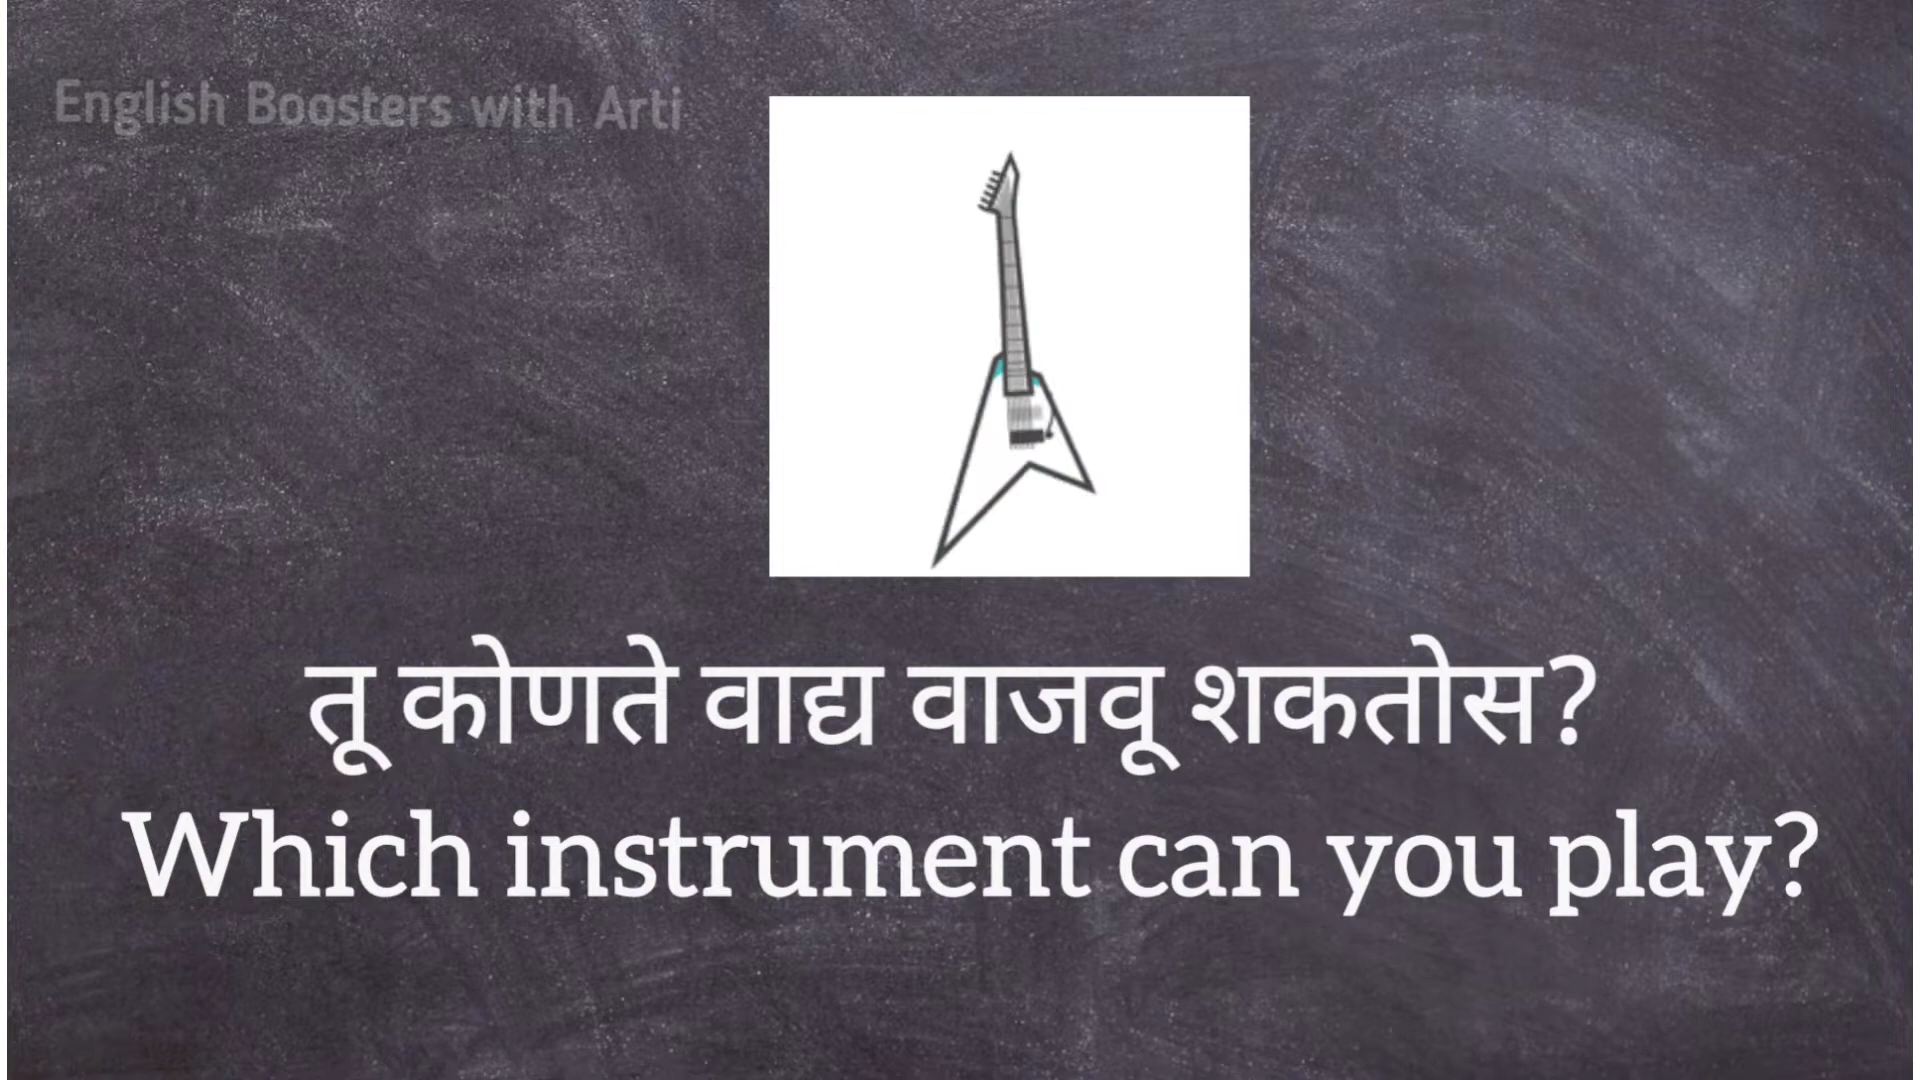 English Boosters with Arti
तू कोणते वाद्य वाजवू शकतोस?
Which instrument can you play?